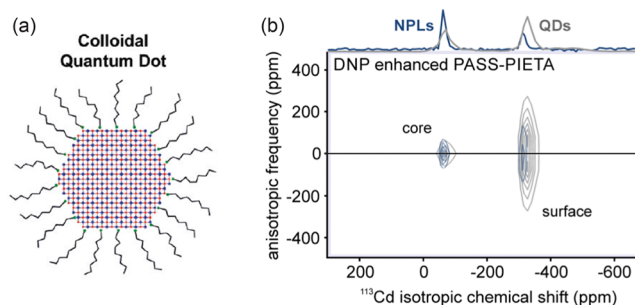 (a)
Colloidal
Quantum Dot
(b)
NPLs
QDs
DNP enhanced PASS-PIETA
core
surface
anisotropic frequency (ppm)
400
200
0
-200
-400
200
0
-200
-400
-600
¹¹³Cd isotropic chemical shift (ppm)